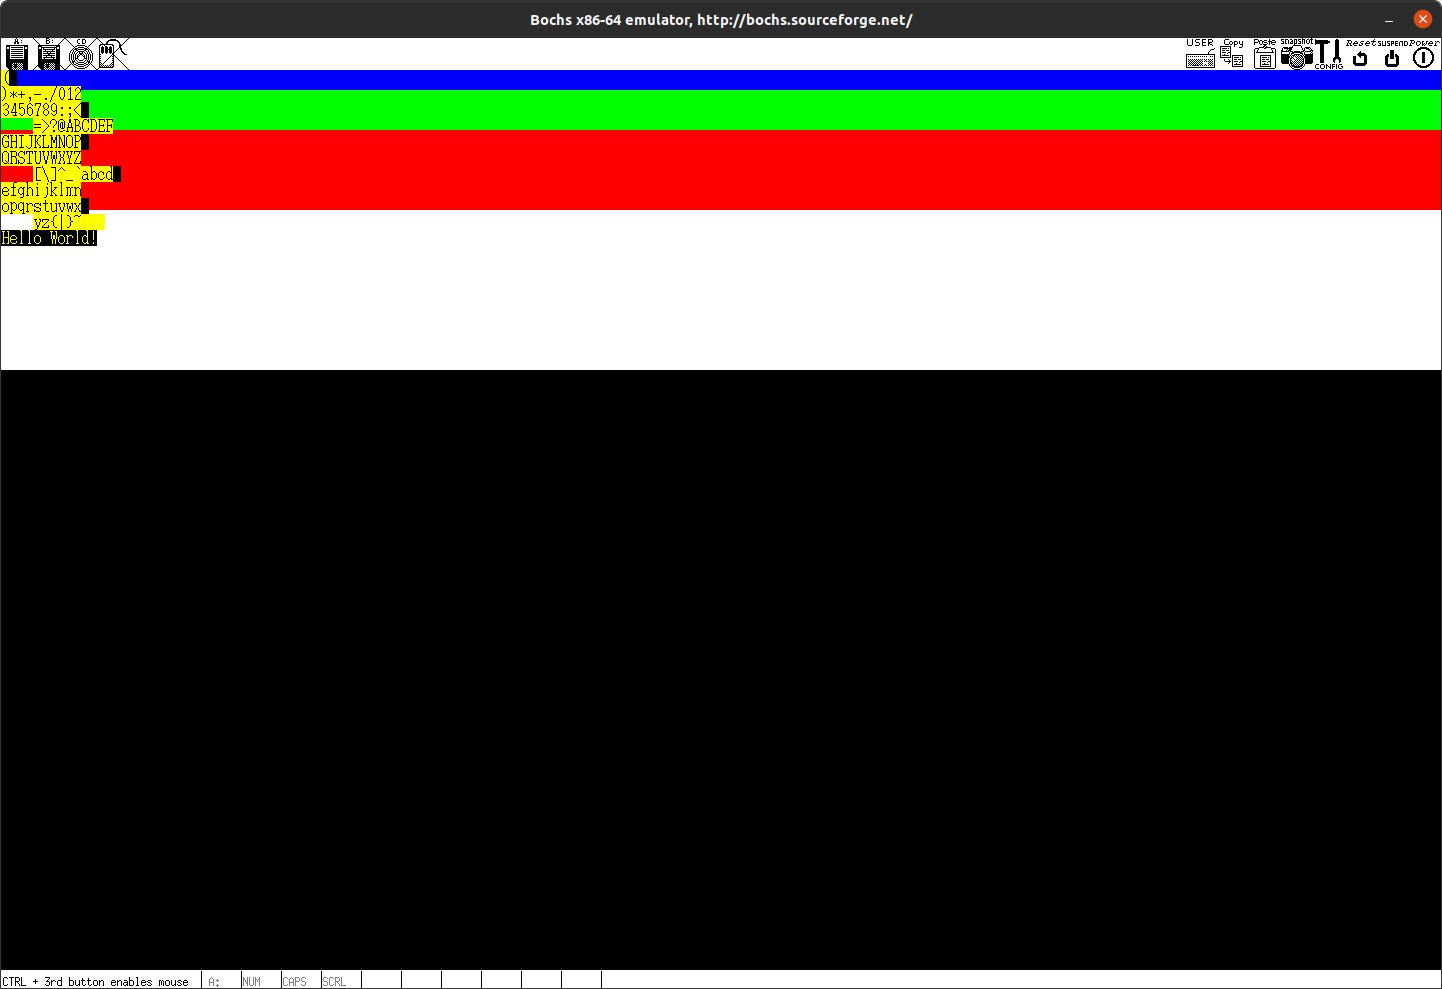 Bochs x86-64 emulator, http://bochs.sourceforge.net/
A: B: CD USER Copy Paste snapshot CONFIG Reset SUSPEND Power
(
)*+,-./012
3456789:;<
=>?@ABCDEF
GHIJKLMNOP
QRSTUVWXYZ
[\]^_`abcd
efghijklmn
opqrstuvwx
yz{|}~
Hello World!
CTRL + 3rd button enables mouse A: NUM CAPS SCRL